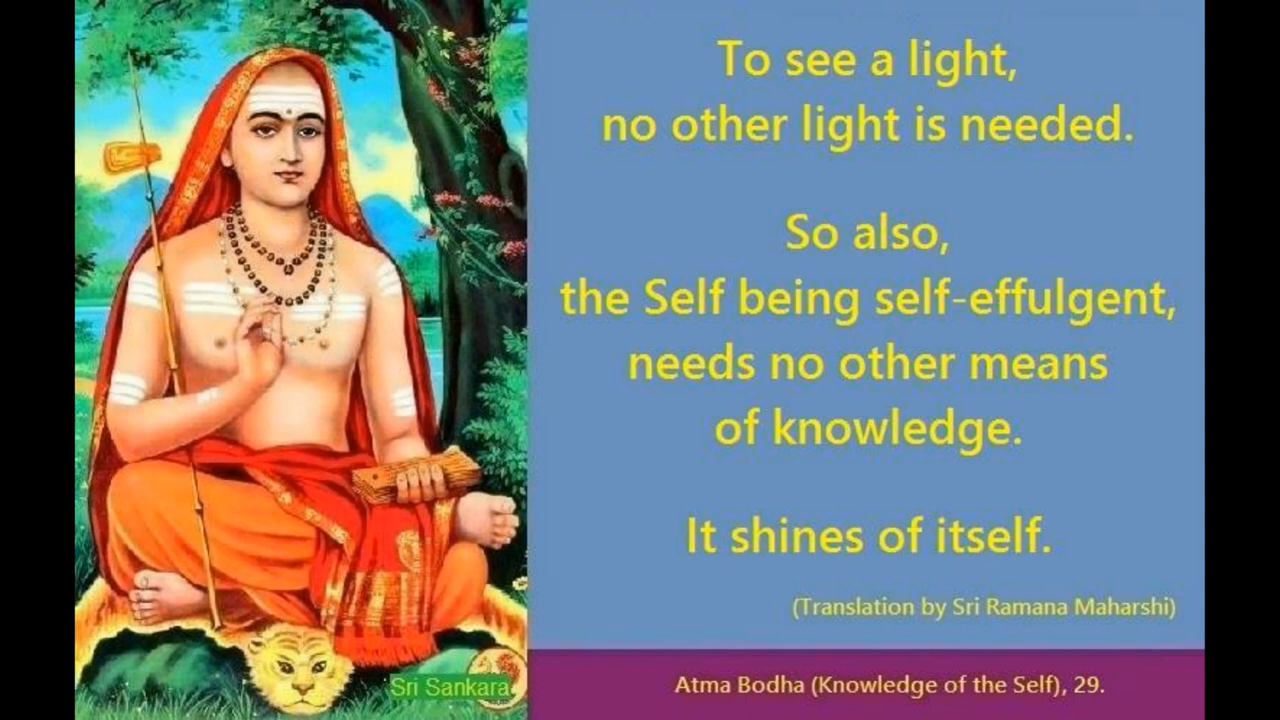 To see a light,
no other light is needed.
So also,
the Self being self-effulgent,
needs no other means
of knowledge.
It shines of itself.
(Translation by Sri Ramana Maharshi)
Atma Bodha (Knowledge of the Self), 29.
Sri Sankara